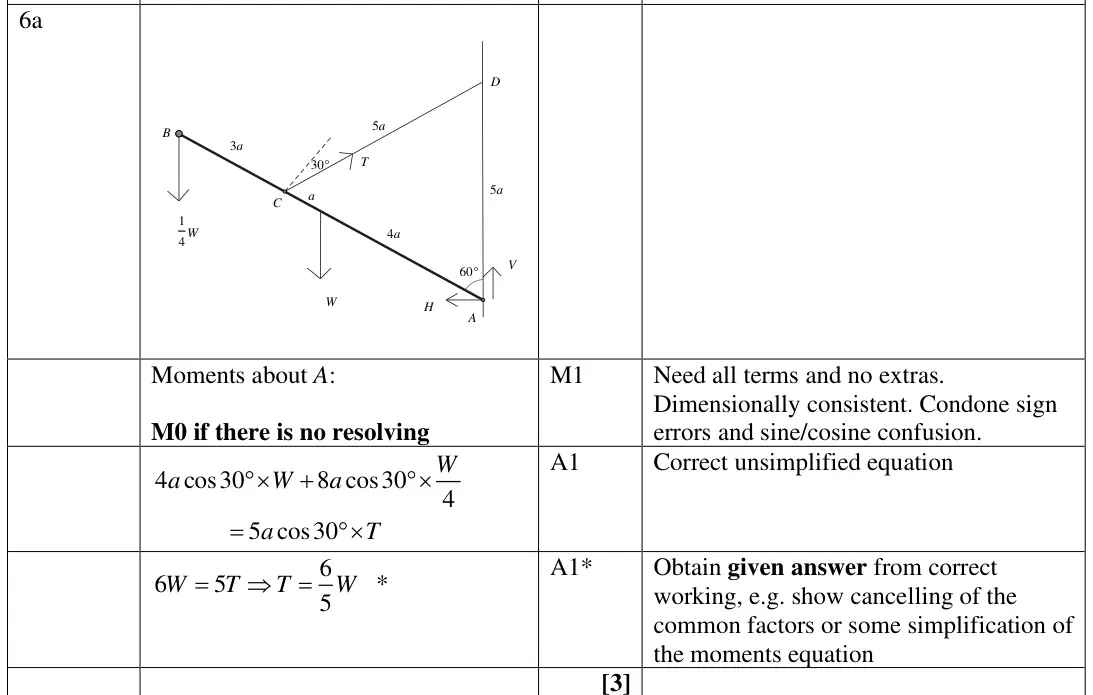 6a
D
B
5a
3a
30°
T
5a
C
a
1/4 W
4a
60°
V
W
H
A
Moments about A: M1 Need all terms and no extras.
Dimensionally consistent. Condone sign
M0 if there is no resolving errors and sine/cosine confusion.
4a cos 30° × W + 8a cos 30° × W/4 A1 Correct unsimplified equation
= 5a cos 30° × T
6W = 5T ⇒ T = 6/5 W * A1* Obtain given answer from correct
working, e.g. show cancelling of the
common factors or some simplification of
the moments equation
[3]